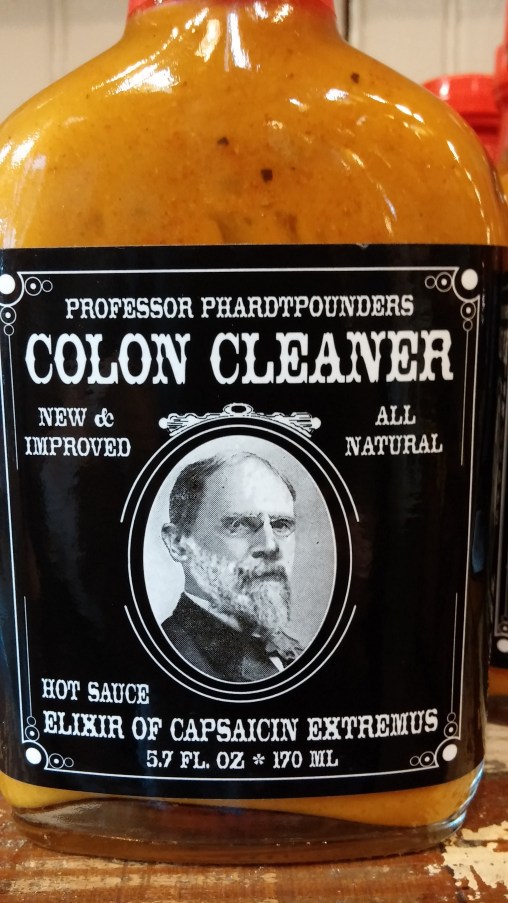 PROFESSOR PHARDTPOUNDERS
COLON CLEANER
NEW &
IMPROVED
ALL
NATURAL
HOT SAUCE
ELIXIR OF CAPSAICIN EXTREMUS
5.7 FL. OZ * 170 ML